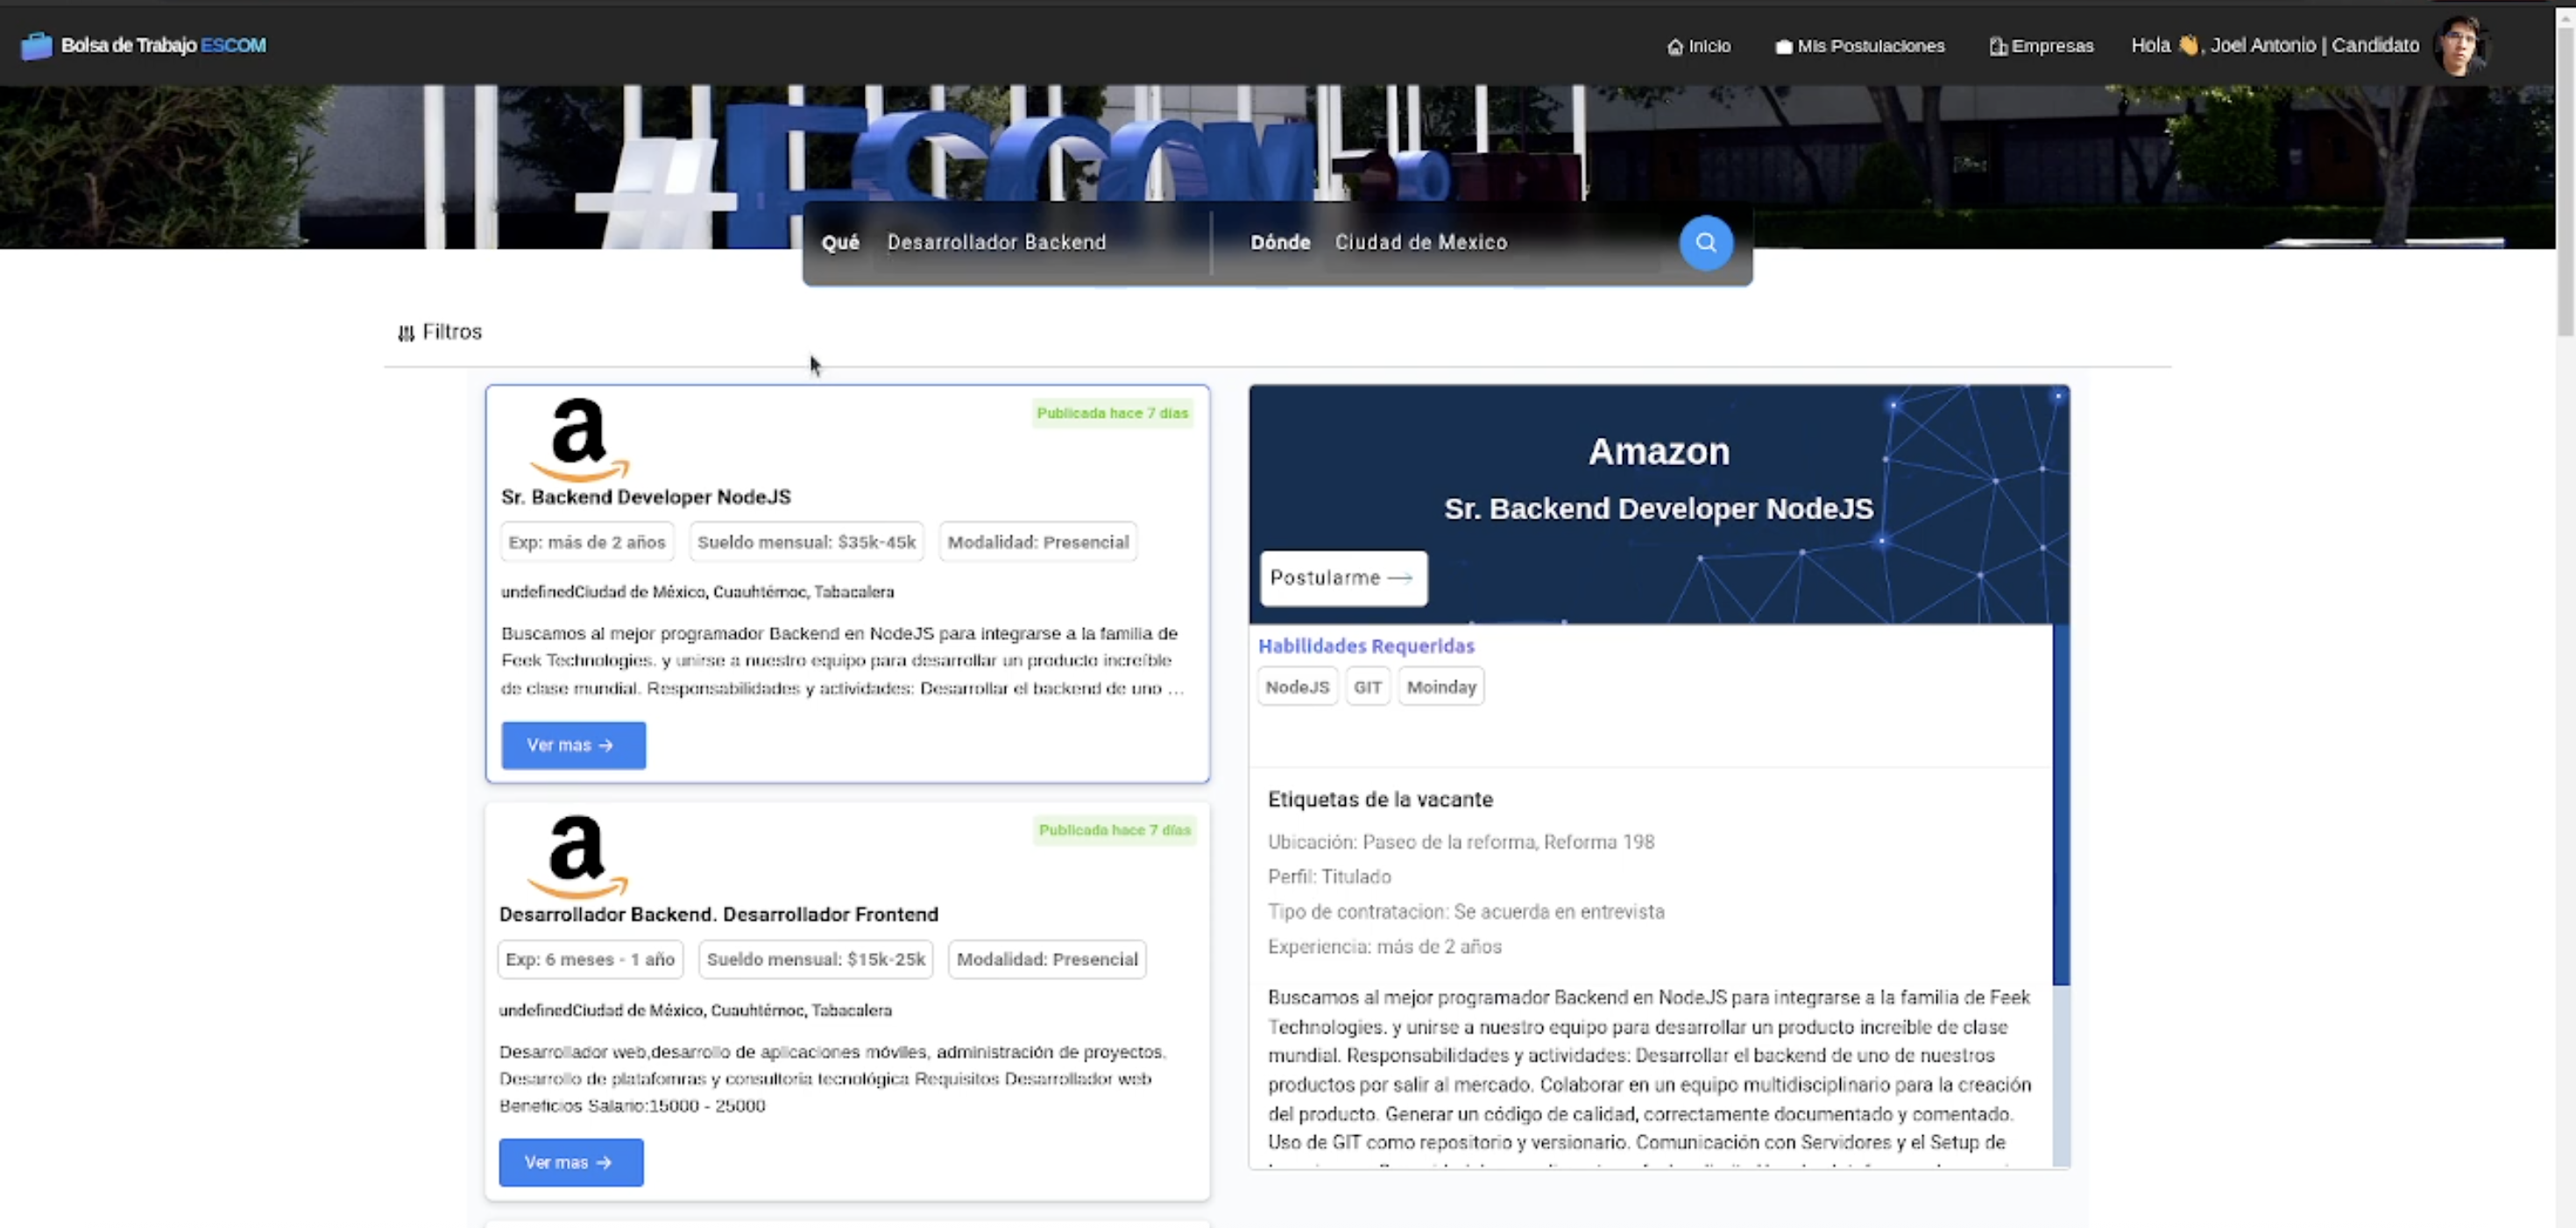 Bolsa de Trabajo ESCOM
Inicio
Mis Postulaciones
Empresas
Hola 👋, Joel Antonio | Candidato
#ESCOM
Qué
Desarrollador Backend
Dónde
Ciudad de Mexico
Filtros
a
Publicada hace 7 días
Sr. Backend Developer NodeJS
Exp: más de 2 años
Sueldo mensual: $35k-45k
Modalidad: Presencial
undefinedCiudad de México, Cuauhtémoc, Tabacalera
Buscamos al mejor programador Backend en NodeJS para integrarse a la familia de
Feek Technologies. y unirse a nuestro equipo para desarrollar un producto increíble
de clase mundial. Responsabilidades y actividades: Desarrollar el backend de uno ...
Ver mas →
a
Publicada hace 7 días
Desarrollador Backend. Desarrollador Frontend
Exp: 6 meses - 1 año
Sueldo mensual: $15k-25k
Modalidad: Presencial
undefinedCiudad de México, Cuauhtémoc, Tabacalera
Desarrollador web,desarrollo de aplicaciones móviles, administración de proyectos.
Desarrollo de platafomras y consultoria tecnológica Requisitos Desarrollador web
Beneficios Salario:15000 - 25000
Ver mas →
Amazon
Sr. Backend Developer NodeJS
Postularme →
Habilidades Requeridas
NodeJS
GIT
Moinday
Etiquetas de la vacante
Ubicación: Paseo de la reforma, Reforma 198
Perfil: Titulado
Tipo de contratacion: Se acuerda en entrevista
Experiencia: más de 2 años
Buscamos al mejor programador Backend en NodeJS para integrarse a la familia de Feek
Technologies. y unirse a nuestro equipo para desarrollar un producto increíble de clase
mundial. Responsabilidades y actividades: Desarrollar el backend de uno de nuestros
productos por salir al mercado. Colaborar en un equipo multidisciplinario para la creación
del producto. Generar un código de calidad, correctamente documentado y comentado.
Uso de GIT como repositorio y versionario. Comunicación con Servidores y el Setup de